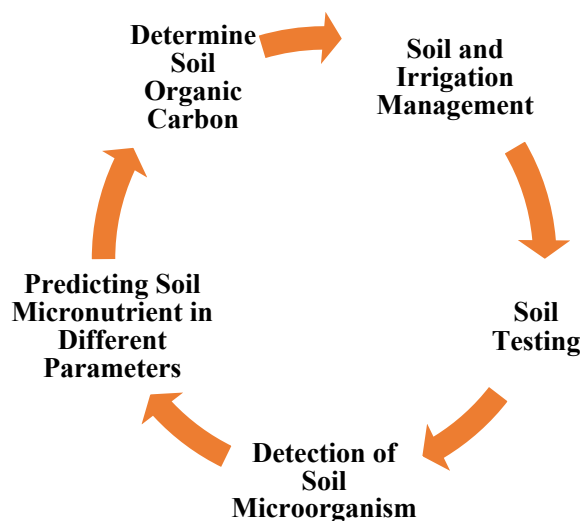 Determine
Soil
Organic
Carbon
Soil and
Irrigation
Management
Soil
Testing
Detection of
Soil
Microorganism
Predicting Soil
Micronutrient in
Different
Parameters